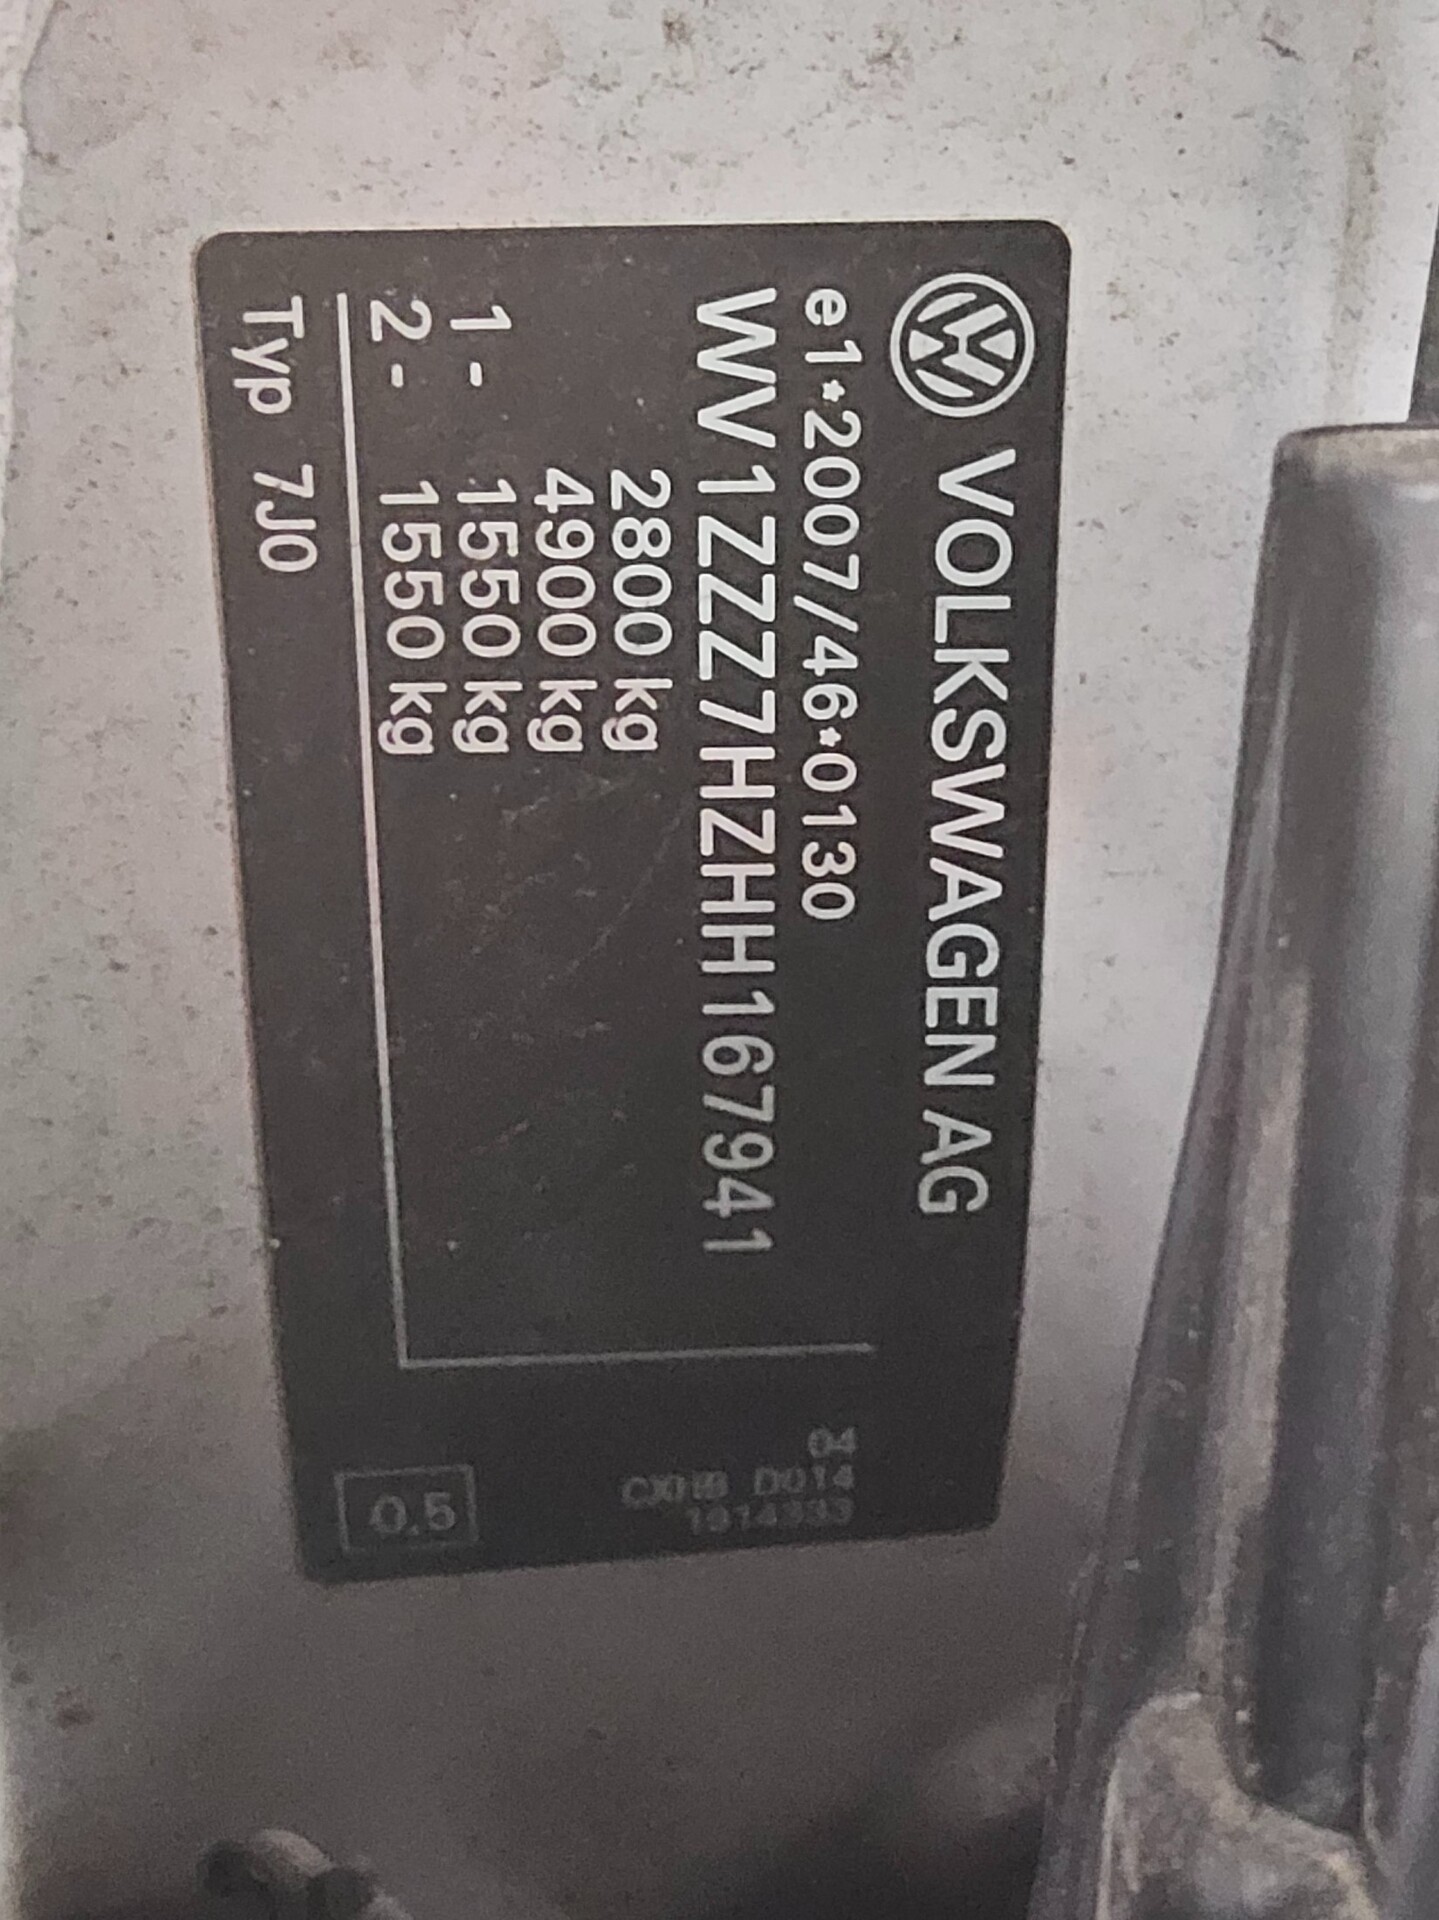 VOLKSWAGEN AG
e1*2007/46*0130
WV1ZZZ7HZHH167941
2800 kg
4900 kg
1- 1550 kg
2- 1550 kg
Typ 7J0
04
D014
0.5